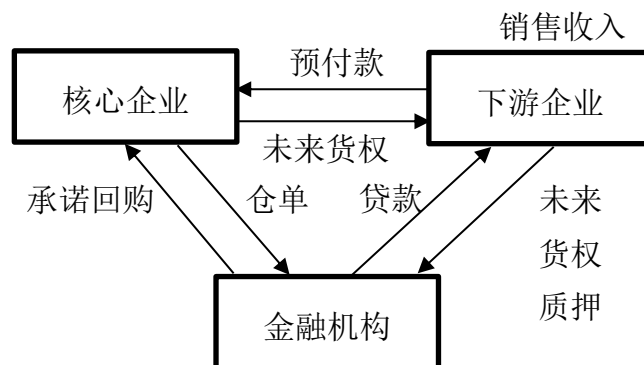 销售收入
预付款
核心企业
下游企业
未来货权
承诺回购
仓单
贷款
未来
货权
质押
金融机构